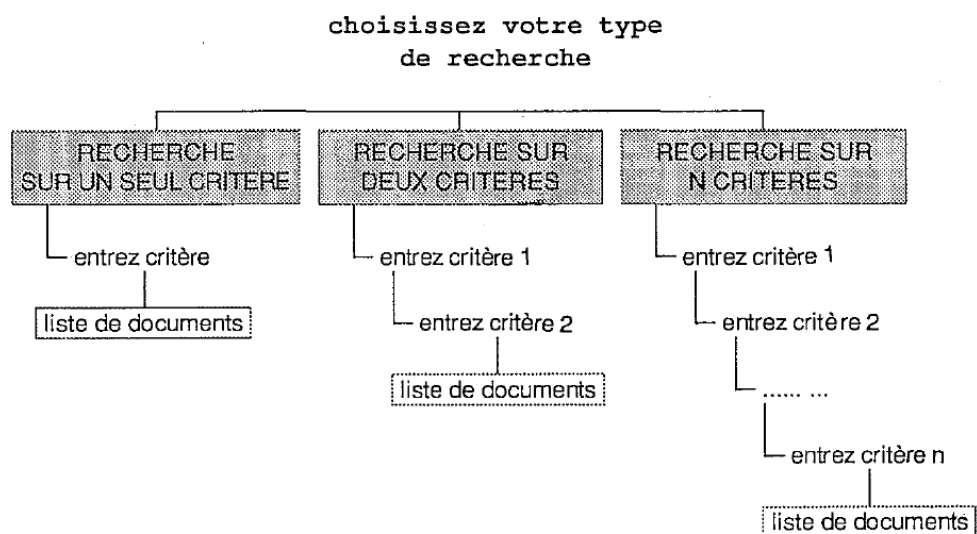 choisissez votre type
de recherche
RECHERCHE
SUR UN SEUL CRITERE
entrez critère
liste de documents
RECHERCHE SUR
DEUX CRITERES
entrez critère 1
entrez critère 2
liste de documents
RECHERCHE SUR
N CRITERES
entrez critère 1
entrez critère 2
...... ...
entrez critère n
liste de documents